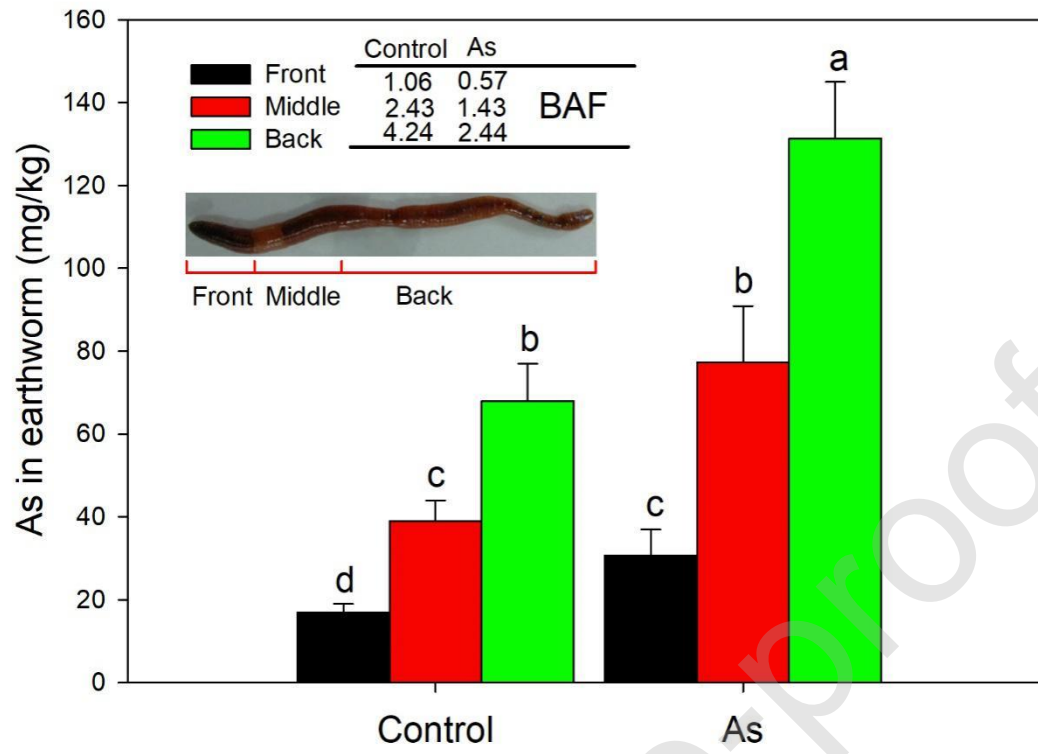 As in earthworm (mg/kg)
160
140
120
100
80
60
40
20
0
Control As
Front 1.06 0.57
Middle 2.43 1.43 BAF
Back 4.24 2.44
Front Middle Back
d
c
b
c
b
a
Control As
-proof